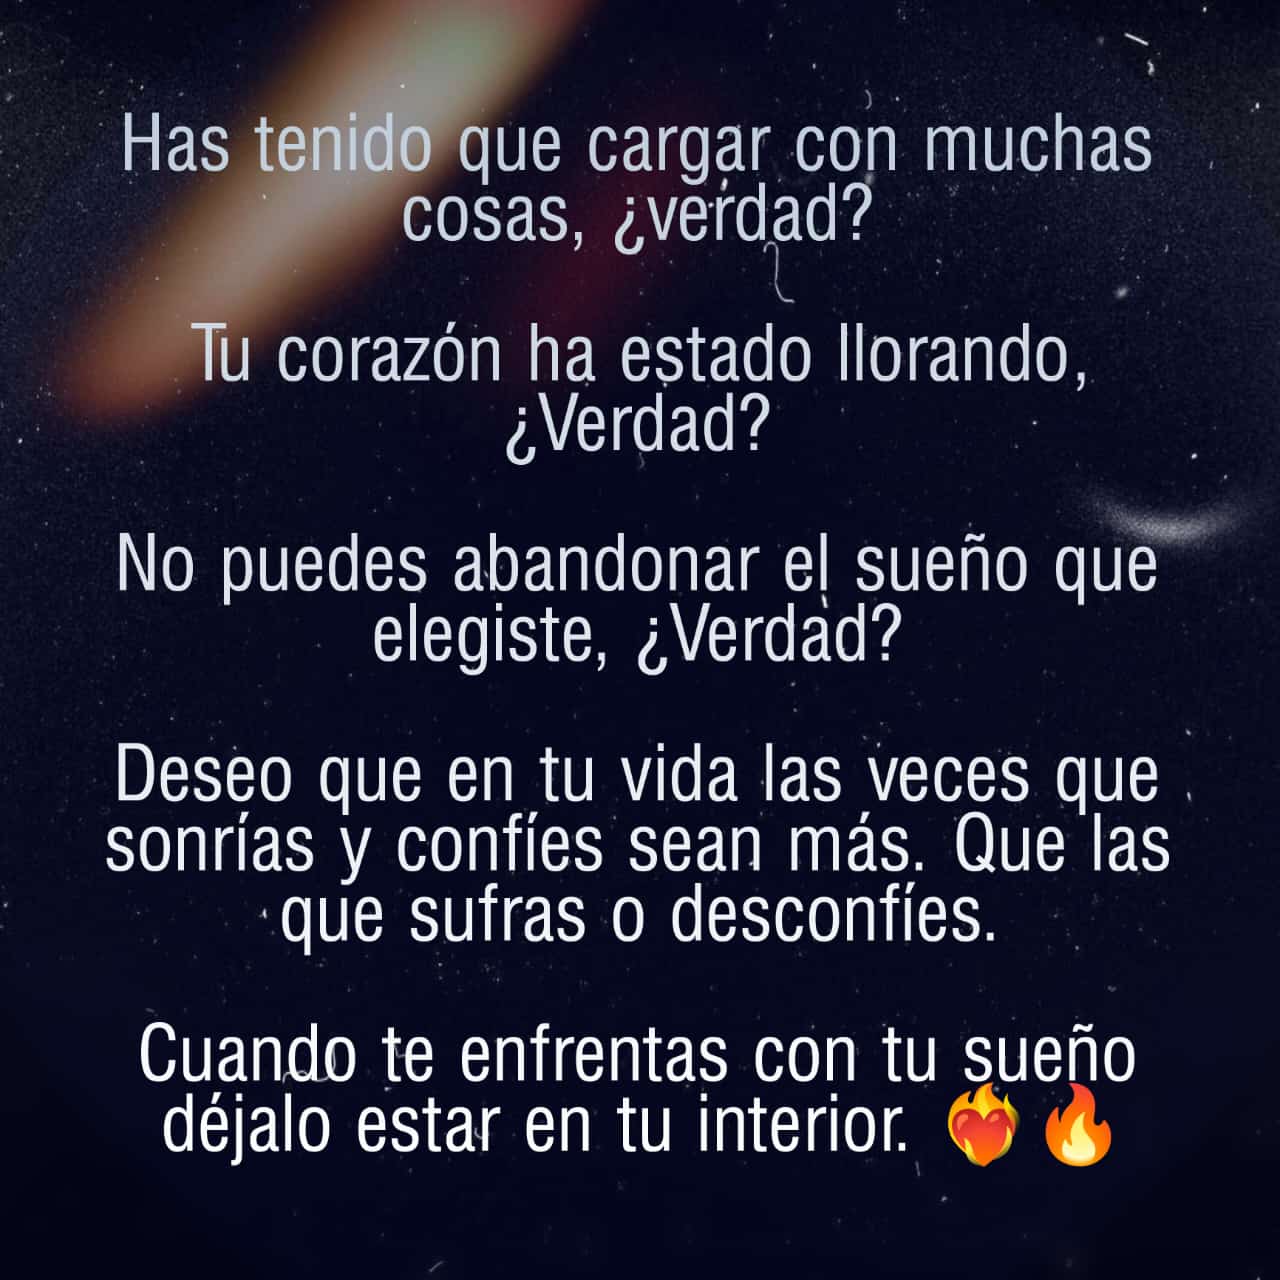 Has tenido que cargar con muchas
cosas, ¿verdad?
Tu corazón ha estado llorando,
¿Verdad?
No puedes abandonar el sueño que
elegiste, ¿Verdad?
Deseo que en tu vida las veces que
sonrías y confíes sean más. Que las
que sufras o desconfíes.
Cuando te enfrentas con tu sueño
déjalo estar en tu interior. ❤️‍🔥 🔥